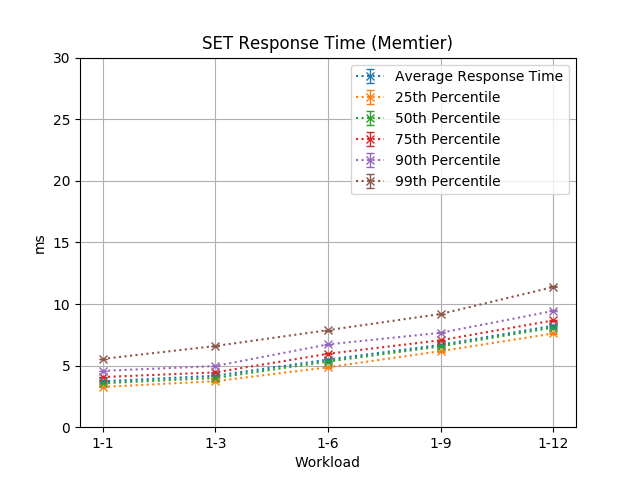 SET Response Time (Memtier)
30
25
20
15
10
5
0
ms
Average Response Time
25th Percentile
50th Percentile
75th Percentile
90th Percentile
99th Percentile
1-1 1-3 1-6 1-9 1-12
Workload